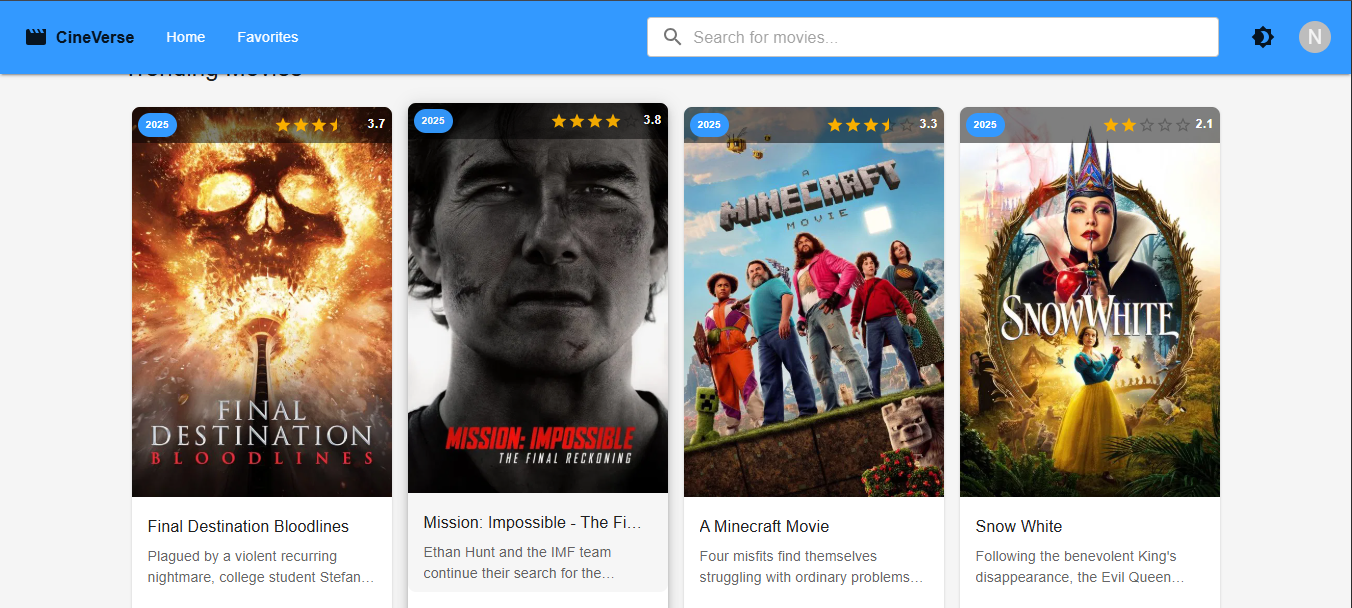 CineVerse Home Favorites Search for movies... N
Trending Movies
2025 3.7
2025 3.8
2025 3.3
2025 2.1
FINAL
DESTINATION
BLOODLINES
MISSION: IMPOSSIBLE
THE FINAL RECKONING
A
MINECRAFT
MOVIE
SNOW WHITE
Final Destination Bloodlines
Plagued by a violent recurring
nightmare, college student Stefan...
Mission: Impossible - The Fi...
Ethan Hunt and the IMF team
continue their search for the...
A Minecraft Movie
Four misfits find themselves
struggling with ordinary problems...
Snow White
Following the benevolent King's
disappearance, the Evil Queen...